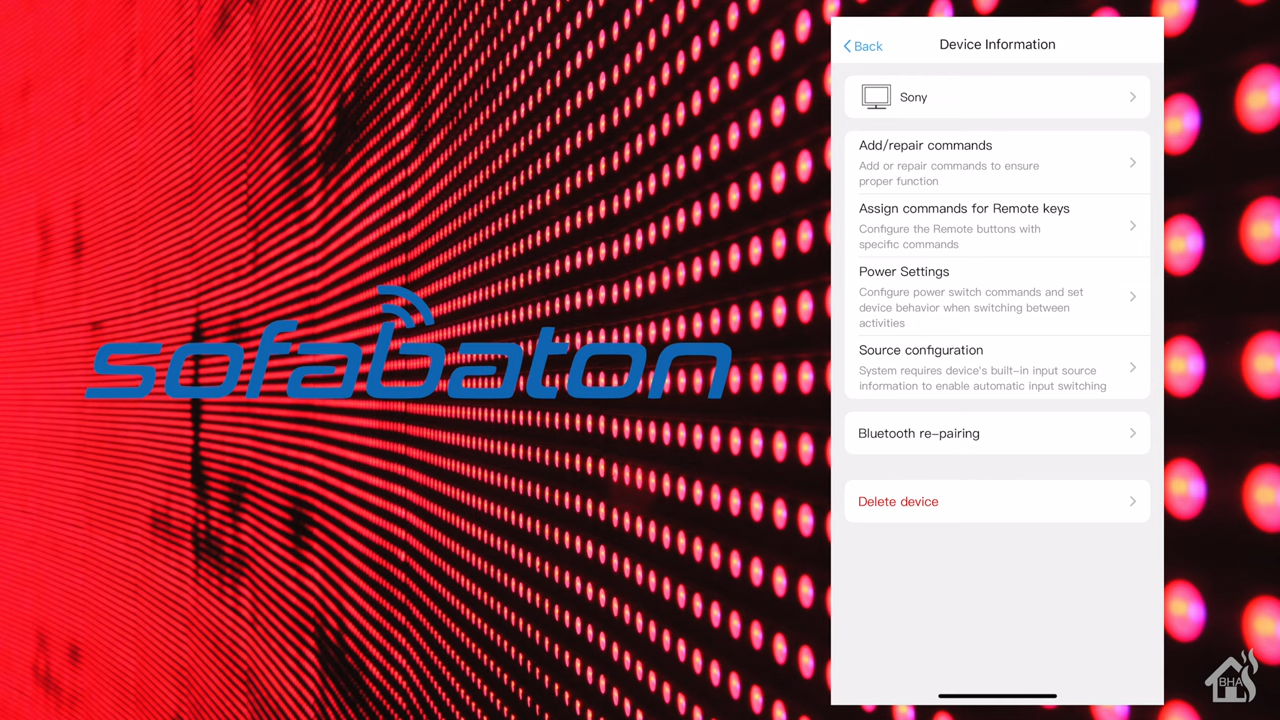 sofabaton
Back
Device Information
Sony
Add/repair commands
Add or repair commands to ensure
proper function
Assign commands for Remote keys
Configure the Remote buttons with
specific commands
Power Settings
Configure power switch commands and set
device behavior when switching between
activities
Source configuration
System requires device's built-in input source
information to enable automatic input switching
Bluetooth re-pairing
Delete device
BHA